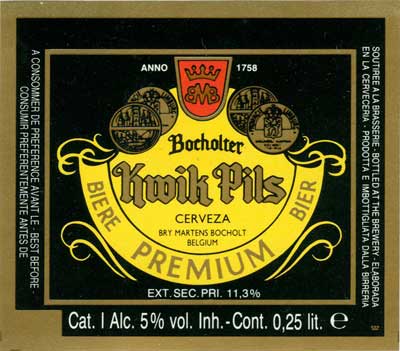 ANNO 1758
BMB
Bocholter
Kwik Pils
CERVEZA
BRY MARTENS BOCHOLT
BELGIUM
BIERE PREMIUM BIER
EXT. SEC. PRI. 11,3%
Cat. I Alc. 5% vol. Inh.-Cont. 0,25 lit. e
A CONSOMMER DE PREFERENCE AVANT LE - BEST BEFORE -
CONSUMIR PREFERENTEMENTE ANTES DE -
SOUTIREE A LA BRASSERIE - BOTTLED AT THE BREWERY - ELABORADA
EN LA CERVECERIA - PRODOTTA E IMBOTTIGLIATA DALLA BIRRERIA